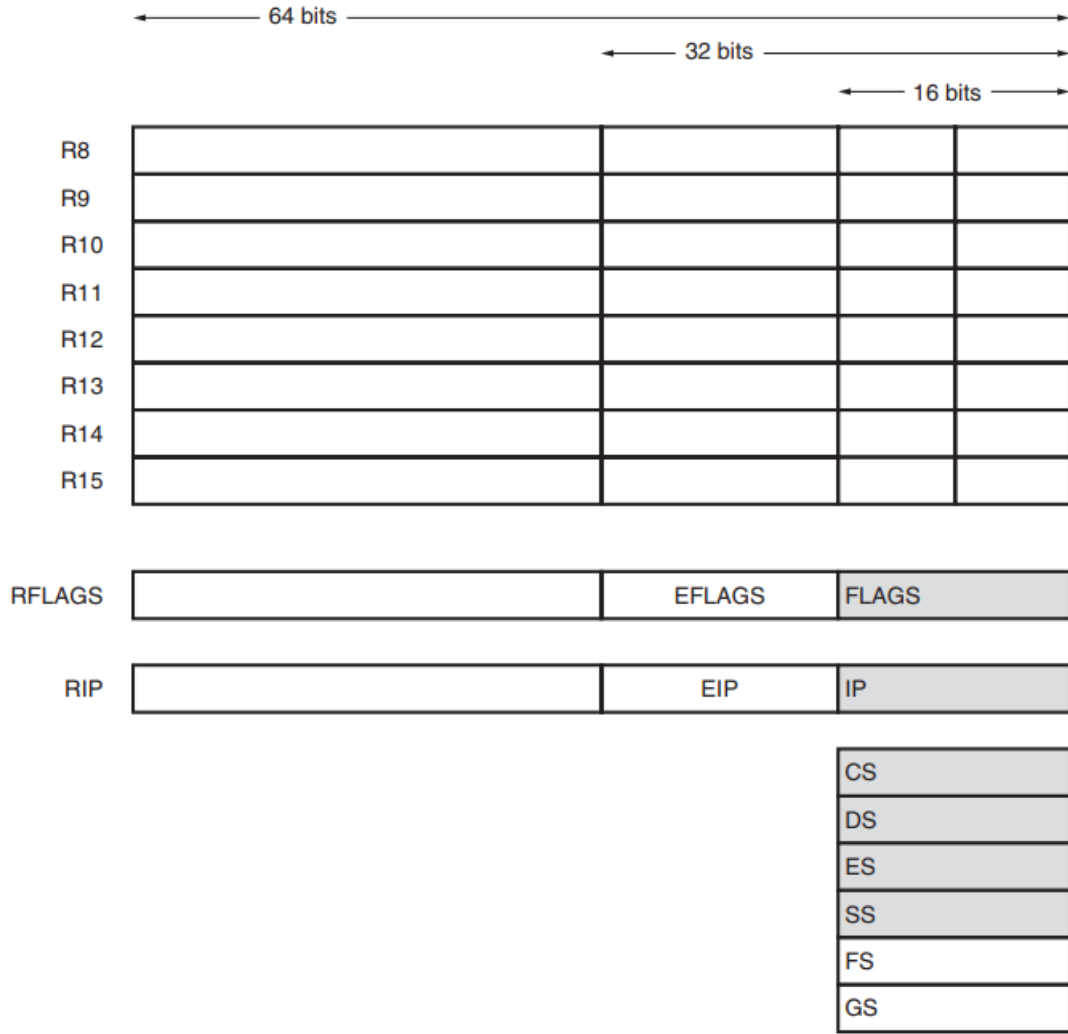 64 bits
32 bits
16 bits
R8
R9
R10
R11
R12
R13
R14
R15
RFLAGS EFLAGS FLAGS
RIP EIP IP
CS
DS
ES
SS
FS
GS